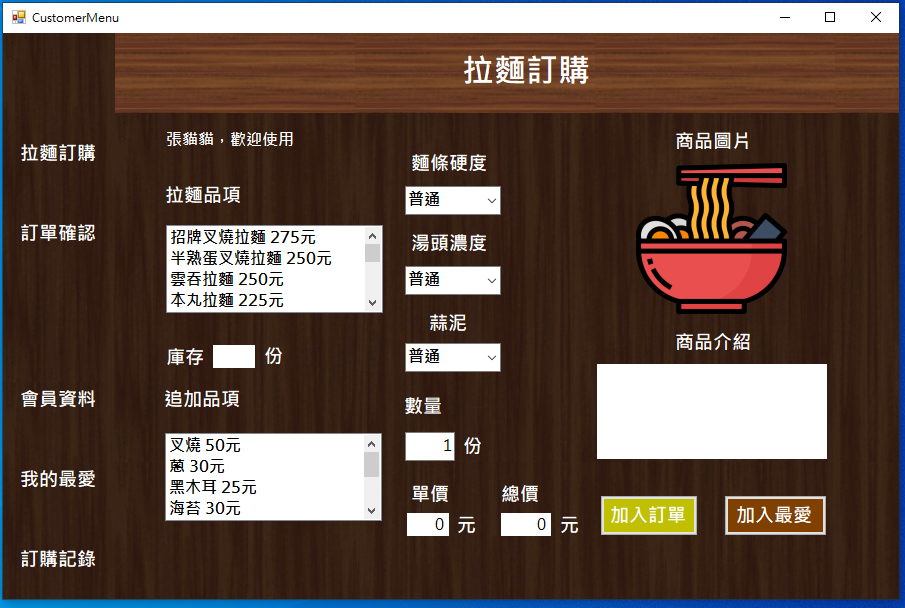 CustomerMenu
拉麵訂購
拉麵訂購
訂單確認
會員資料
我的最愛
訂購記錄
張貓貓，歡迎使用
拉麵品項
招牌叉燒拉麵 275元
半熟蛋叉燒拉麵 250元
雲吞拉麵 250元
本丸拉麵 225元
庫存 份
追加品項
叉燒 50元
蔥 30元
黑木耳 25元
海苔 30元
麵條硬度
普通
湯頭濃度
普通
蒜泥
普通
數量
1 份
單價 總價
0 元 0 元
商品圖片
商品介紹
加入訂單 加入最愛